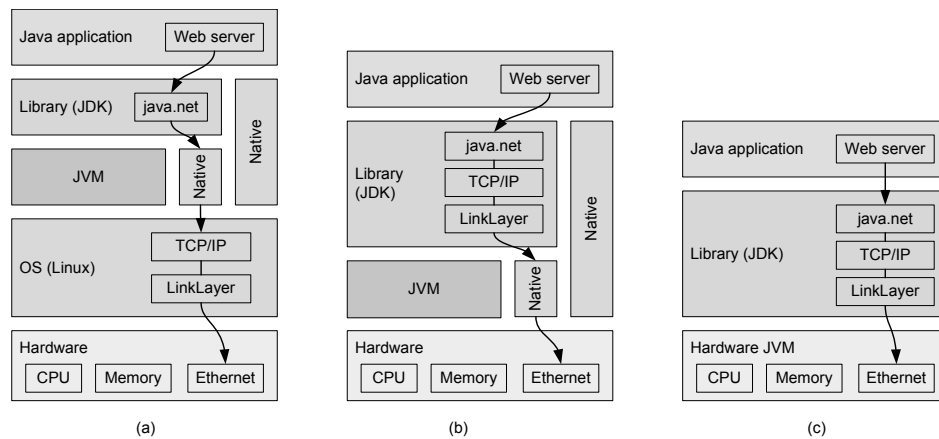 Java application
Web server
Library (JDK)
java.net
Native
JVM
Native
OS (Linux)
TCP/IP
LinkLayer
Hardware
CPU
Memory
Ethernet
(a)
Java application
Web server
Library
(JDK)
java.net
TCP/IP
LinkLayer
Native
JVM
Native
Hardware
CPU
Memory
Ethernet
(b)
Java application
Web server
Library (JDK)
java.net
TCP/IP
LinkLayer
Hardware JVM
CPU
Memory
Ethernet
(c)